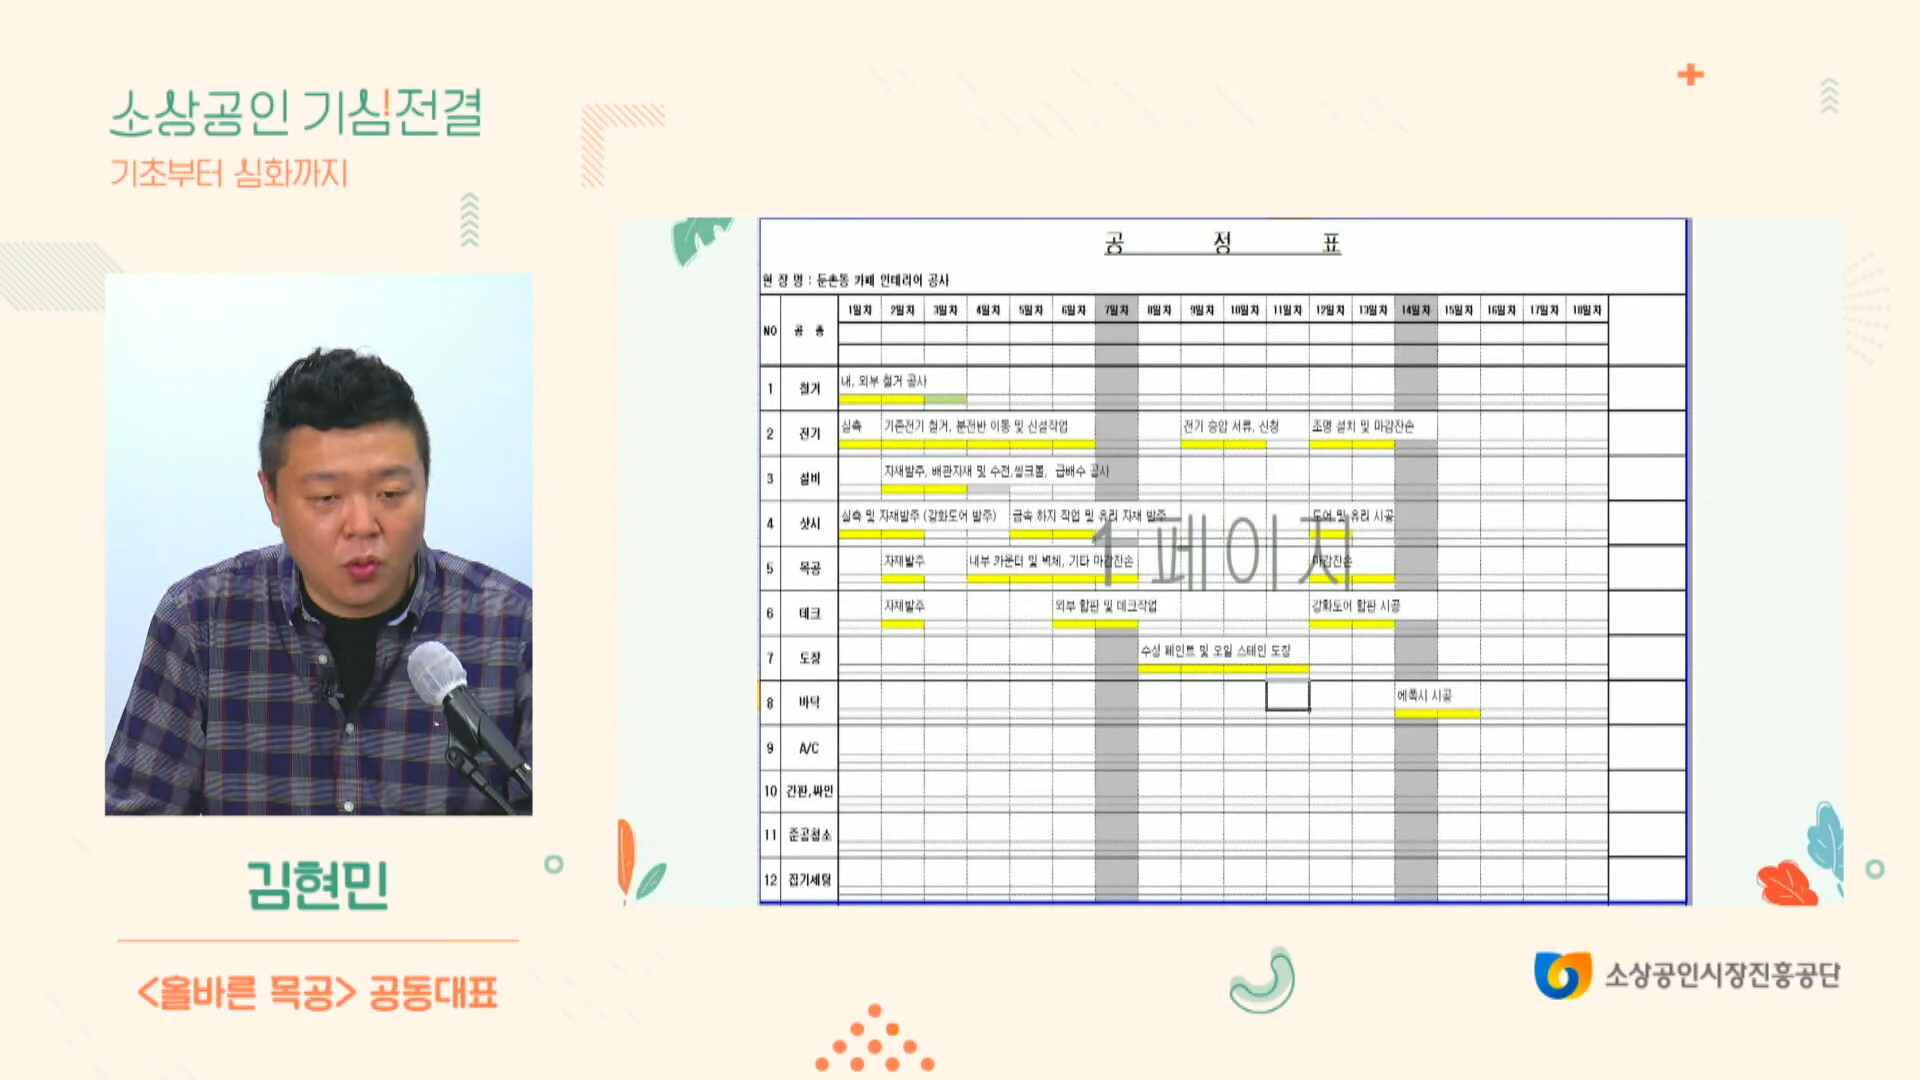 소상공인 기심전결
기초부터 심화까지
공 정 표
현 장 명 : 둔촌동 카페 인테리어 공사
NO 공 종 1일차 2일차 3일차 4일차 5일차 6일차 7일차 8일차 9일차 10일차 11일차 12일차 13일차 14일차 15일차 16일차 17일차 18일차
1 철거 내, 외부 철거 공사
2 전기 실측 기존전기 철거, 분전반 이동 및 신설작업 전기 승압 서류, 신청 조명 설치 및 마감잔손
3 설비 자재발주, 배관자재 및 수전,씽크볼, 급배수 공사
4 샷시 실측 및 자재발주 (강화도어 발주) 금속 하지 작업 및 유리 자재 발주 도어 및 유리 시공
1 페이지
5 목공 자재발주 내부 카운터 및 벽체, 기타 마감잔손 마감잔손
6 데크 자재발주 외부 합판 및 데크작업 강화도어 합판 시공
7 도장 수성 페인트 및 오일 스테인 도장
8 바닥 에폭시 시공
9 A/C
10 간판,싸인
11 준공청소
12 집기세팅
김현민
<올바른 목공> 공동대표
소상공인시장진흥공단